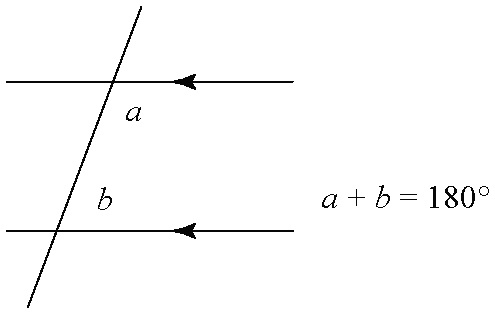 a
b
a + b = 180°